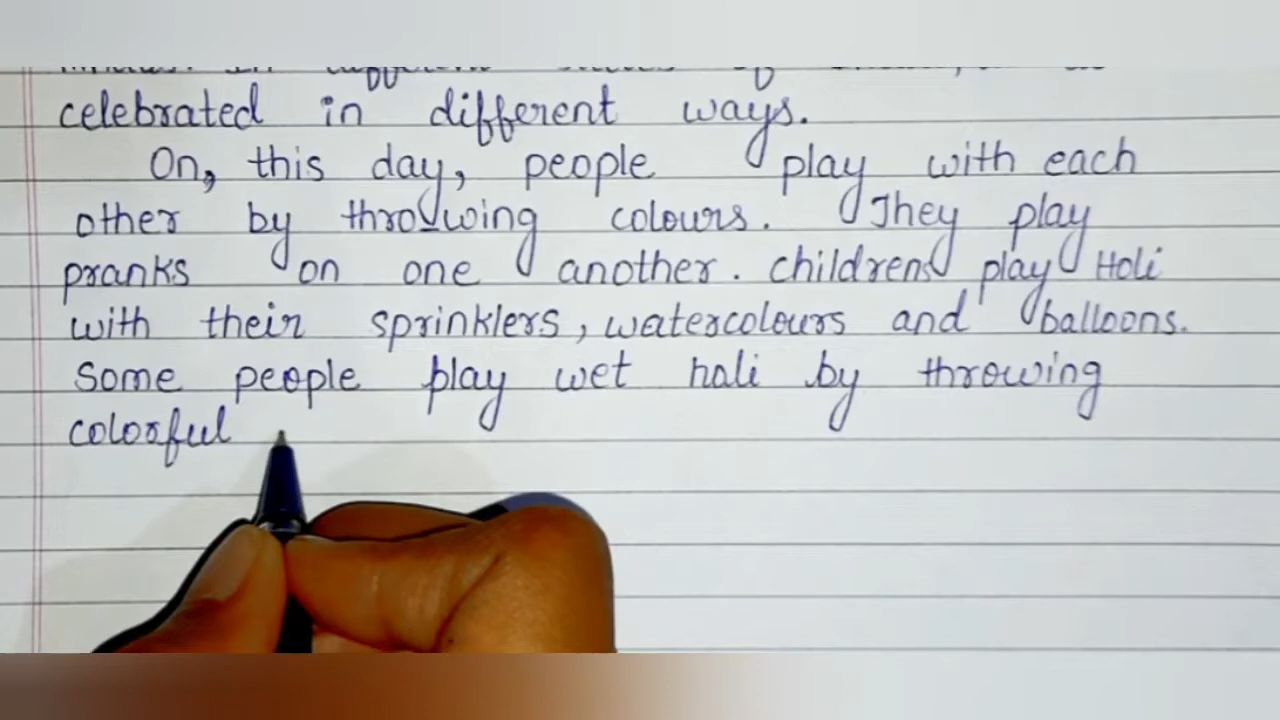 celebrated in different ways.
On, this day, people play with each
other by throwing colours. They play
pranks on one another. Childrens play Holi
with their sprinklers, watercolours and balloons.
Some people play wet holi by throwing
colorful